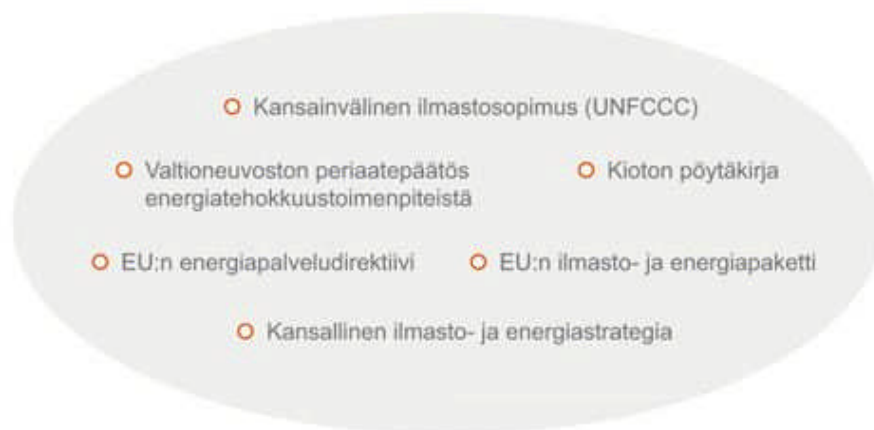 Kansainvälinen ilmastosopimus (UNFCCC)
Valtioneuvoston periaatepäätös
energiatehokkuustoimenpiteistä
Kioton pöytäkirja
EU:n energiapalveludirektiivi
EU:n ilmasto- ja energiapaketti
Kansallinen ilmasto- ja energiastrategia